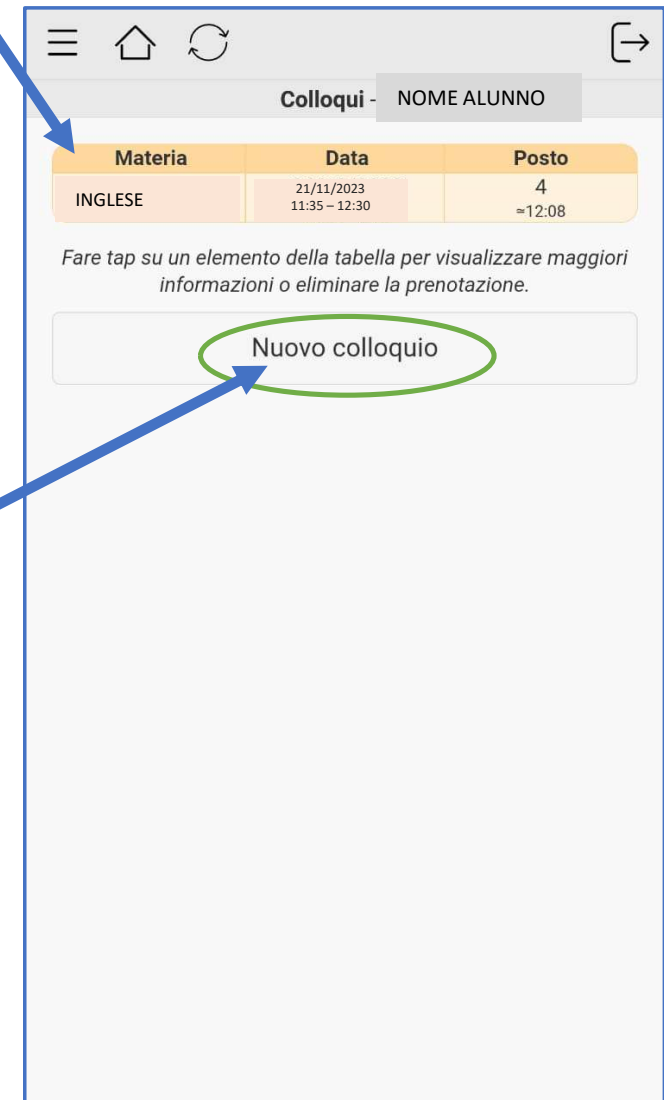 Colloqui - NOME ALUNNO
Materia Data Posto
INGLESE 21/11/2023 4
11:35 – 12:30 ≈12:08
Fare tap su un elemento della tabella per visualizzare maggiori
informazioni o eliminare la prenotazione.
Nuovo colloquio